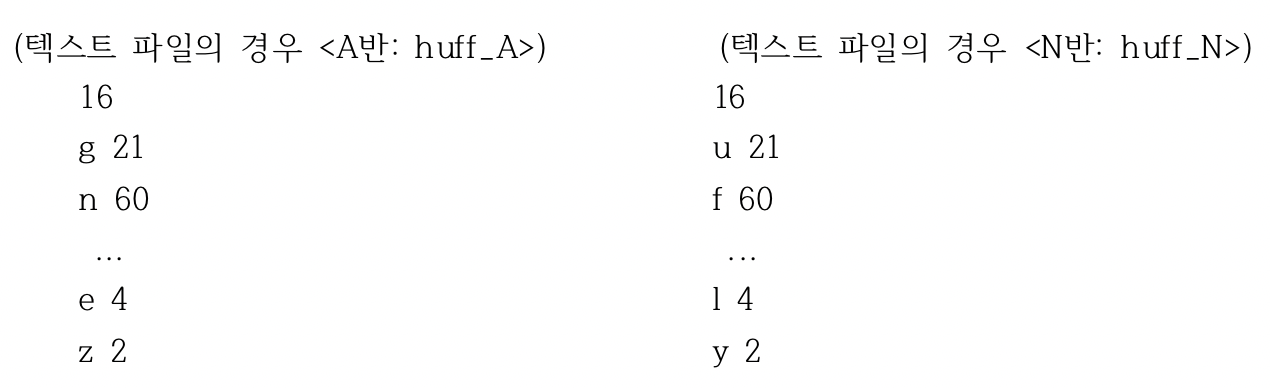 (텍스트 파일의 경우 <A반: huff_A>)
16
g 21
n 60
...
e 4
z 2
(텍스트 파일의 경우 <N반: huff_N>)
16
u 21
f 60
...
l 4
y 2